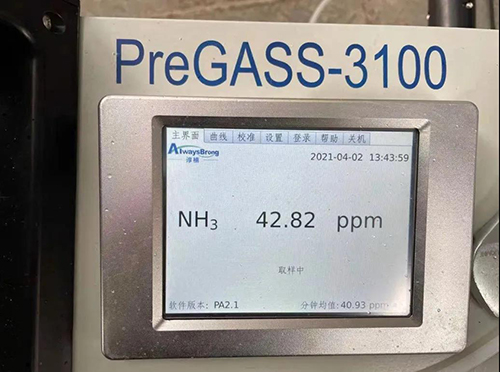 PreGASS-3100
主界面 曲线 校准 设置 登录 帮助 关机
AlwaysBrong
淳格
2021-04-02 13:43:59
NH₃ 42.82 ppm
取样中
软件版本: PA2.1 分钟均值: 40.93 ppm